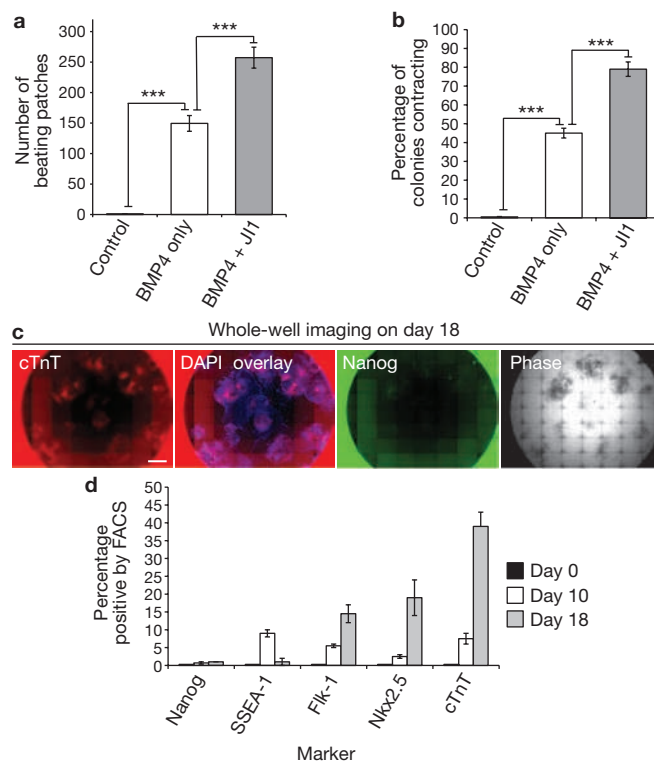 a
Number of
beating patches
300
250
200
150
100
50
0
***
***
Control
BMP4 only
BMP4 + JI1
b
Percentage of
colonies contracting
100
90
80
70
60
50
40
30
20
10
0
***
***
Control
BMP4 only
BMP4 + JI1
c
Whole-well imaging on day 18
cTnT
DAPI overlay
Nanog
Phase
d
Percentage
positive by FACS
50
45
40
35
30
25
20
15
10
5
0
Day 0
Day 10
Day 18
Nanog
SSEA-1
Flk-1
Nkx2.5
cTnT
Marker